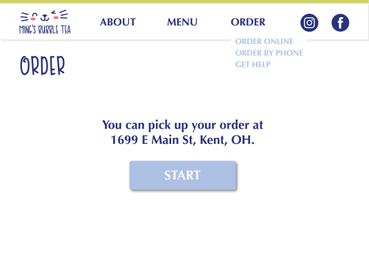 MING'S BUBBLE TEA
ABOUT
MENU
ORDER
ORDER ONLINE
ORDER BY PHONE
GET HELP
ORDER
You can pick up your order at
1699 E Main St, Kent, OH.
START